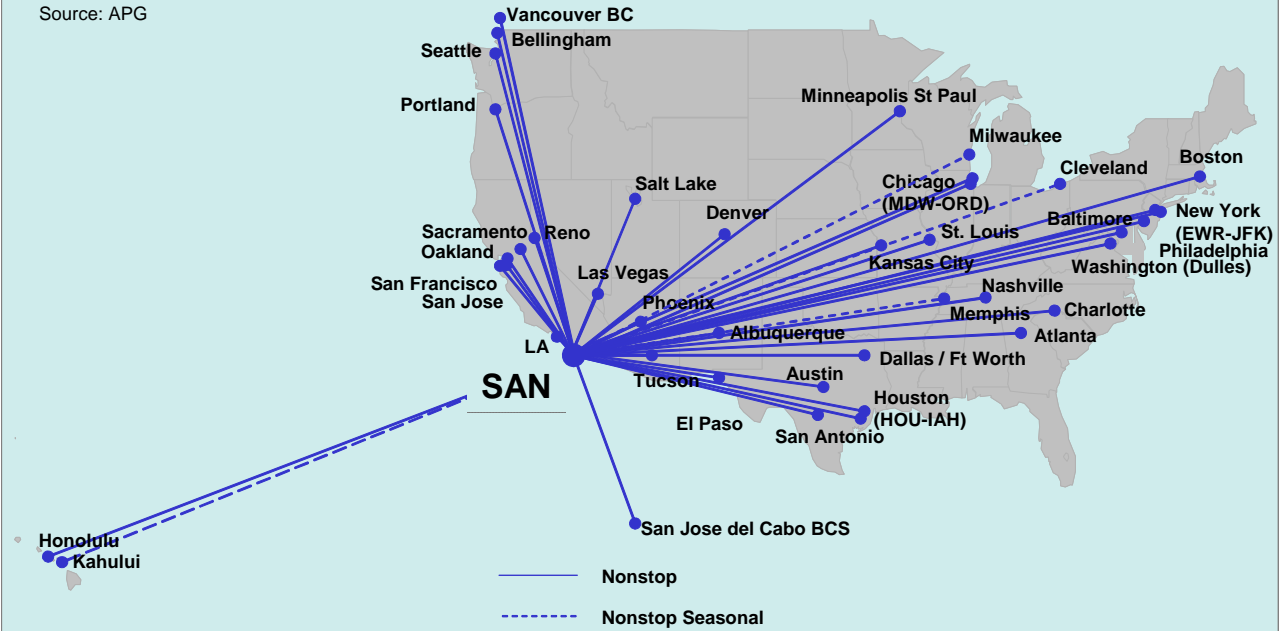 Source: APG
Vancouver BC
Bellingham
Seattle
Portland
Minneapolis St Paul
Milwaukee
Cleveland
Boston
Salt Lake
Chicago
(MDW-ORD)
Denver
Baltimore
New York
(EWR-JFK)
Philadelphia
Washington (Dulles)
Sacramento
Reno
Oakland
St. Louis
Kansas City
San Francisco
San Jose
Las Vegas
Phoenix
Nashville
Memphis
Charlotte
Albuquerque
Atlanta
LA
SAN
Dallas / Ft Worth
Tucson
Austin
El Paso
Houston
(HOU-IAH)
San Antonio
San Jose del Cabo BCS
Honolulu
Kahului
Nonstop
Nonstop Seasonal